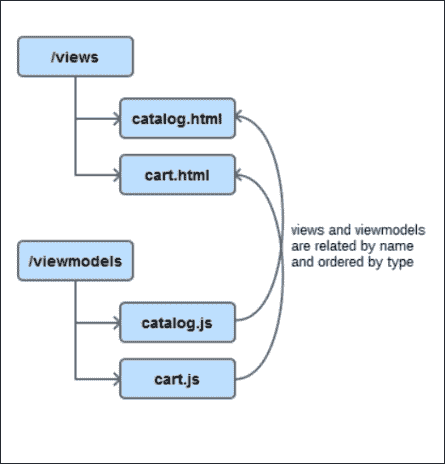 /views
catalog.html
cart.html
views and viewmodels
are related by name
and ordered by type
/viewmodels
catalog.js
cart.js